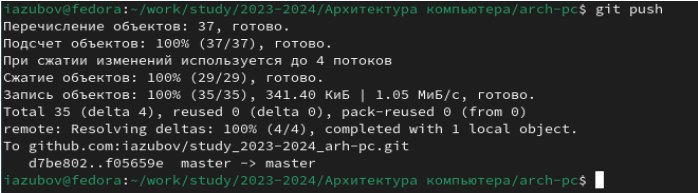 iazubov@fedora:~/work/study/2023-2024/Архитектура компьютера/arch-pc$ git push
Перечисление объектов: 37, готово.
Подсчет объектов: 100% (37/37), готово.
При сжатии изменений используется до 4 потоков
Сжатие объектов: 100% (29/29), готово.
Запись объектов: 100% (35/35), 341.40 КиБ | 1.05 МиБ/с, готово.
Total 35 (delta 4), reused 0 (delta 0), pack-reused 0 (from 0)
remote: Resolving deltas: 100% (4/4), completed with 1 local object.
To github.com:iazubov/study_2023-2024_arh-pc.git
   d7be802..f05659e  master -> master
iazubov@fedora:~/work/study/2023-2024/Архитектура компьютера/arch-pc$